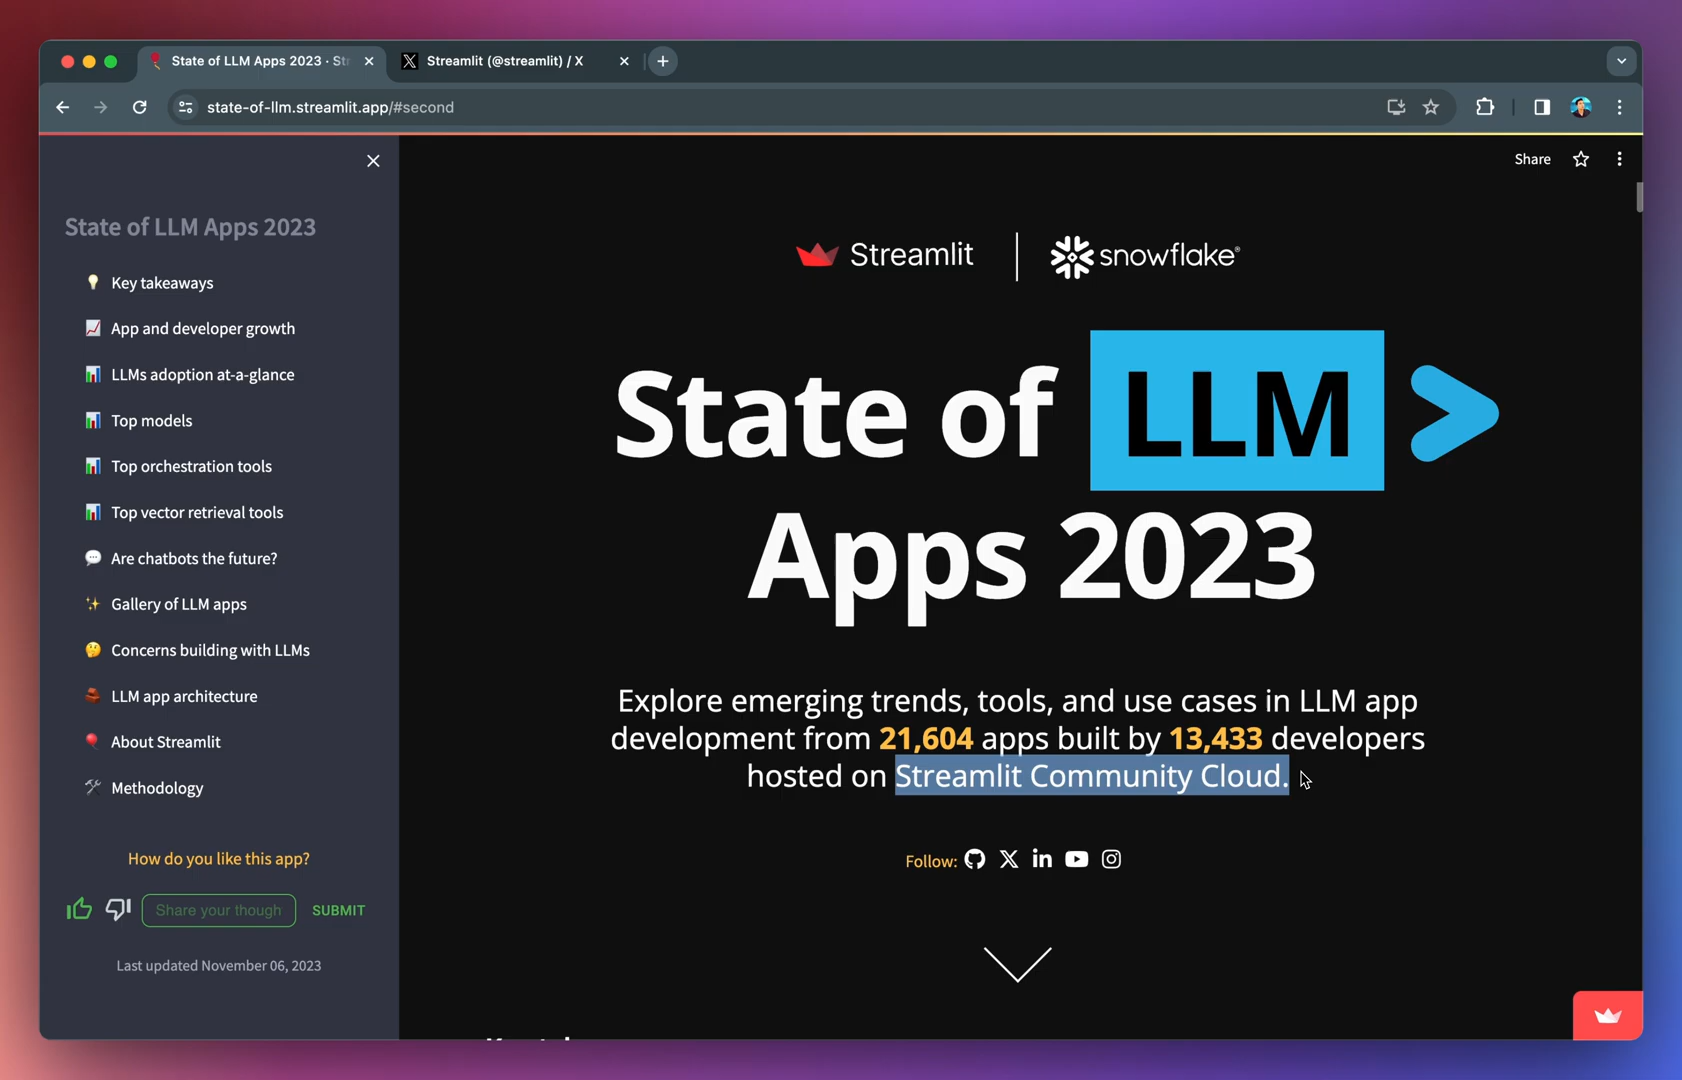 State of LLM Apps 2023 · St
Streamlit (@streamlit) / X
state-of-llm.streamlit.app/#second
Share
State of LLM Apps 2023
Key takeaways
App and developer growth
LLMs adoption at-a-glance
Top models
Top orchestration tools
Top vector retrieval tools
Are chatbots the future?
Gallery of LLM apps
Concerns building with LLMs
LLM app architecture
About Streamlit
Methodology
How do you like this app?
Share your though
SUBMIT
Last updated November 06, 2023
Streamlit
snowflake®
State of LLM >
Apps 2023
Explore emerging trends, tools, and use cases in LLM app
development from 21,604 apps built by 13,433 developers
hosted on Streamlit Community Cloud.
Follow: